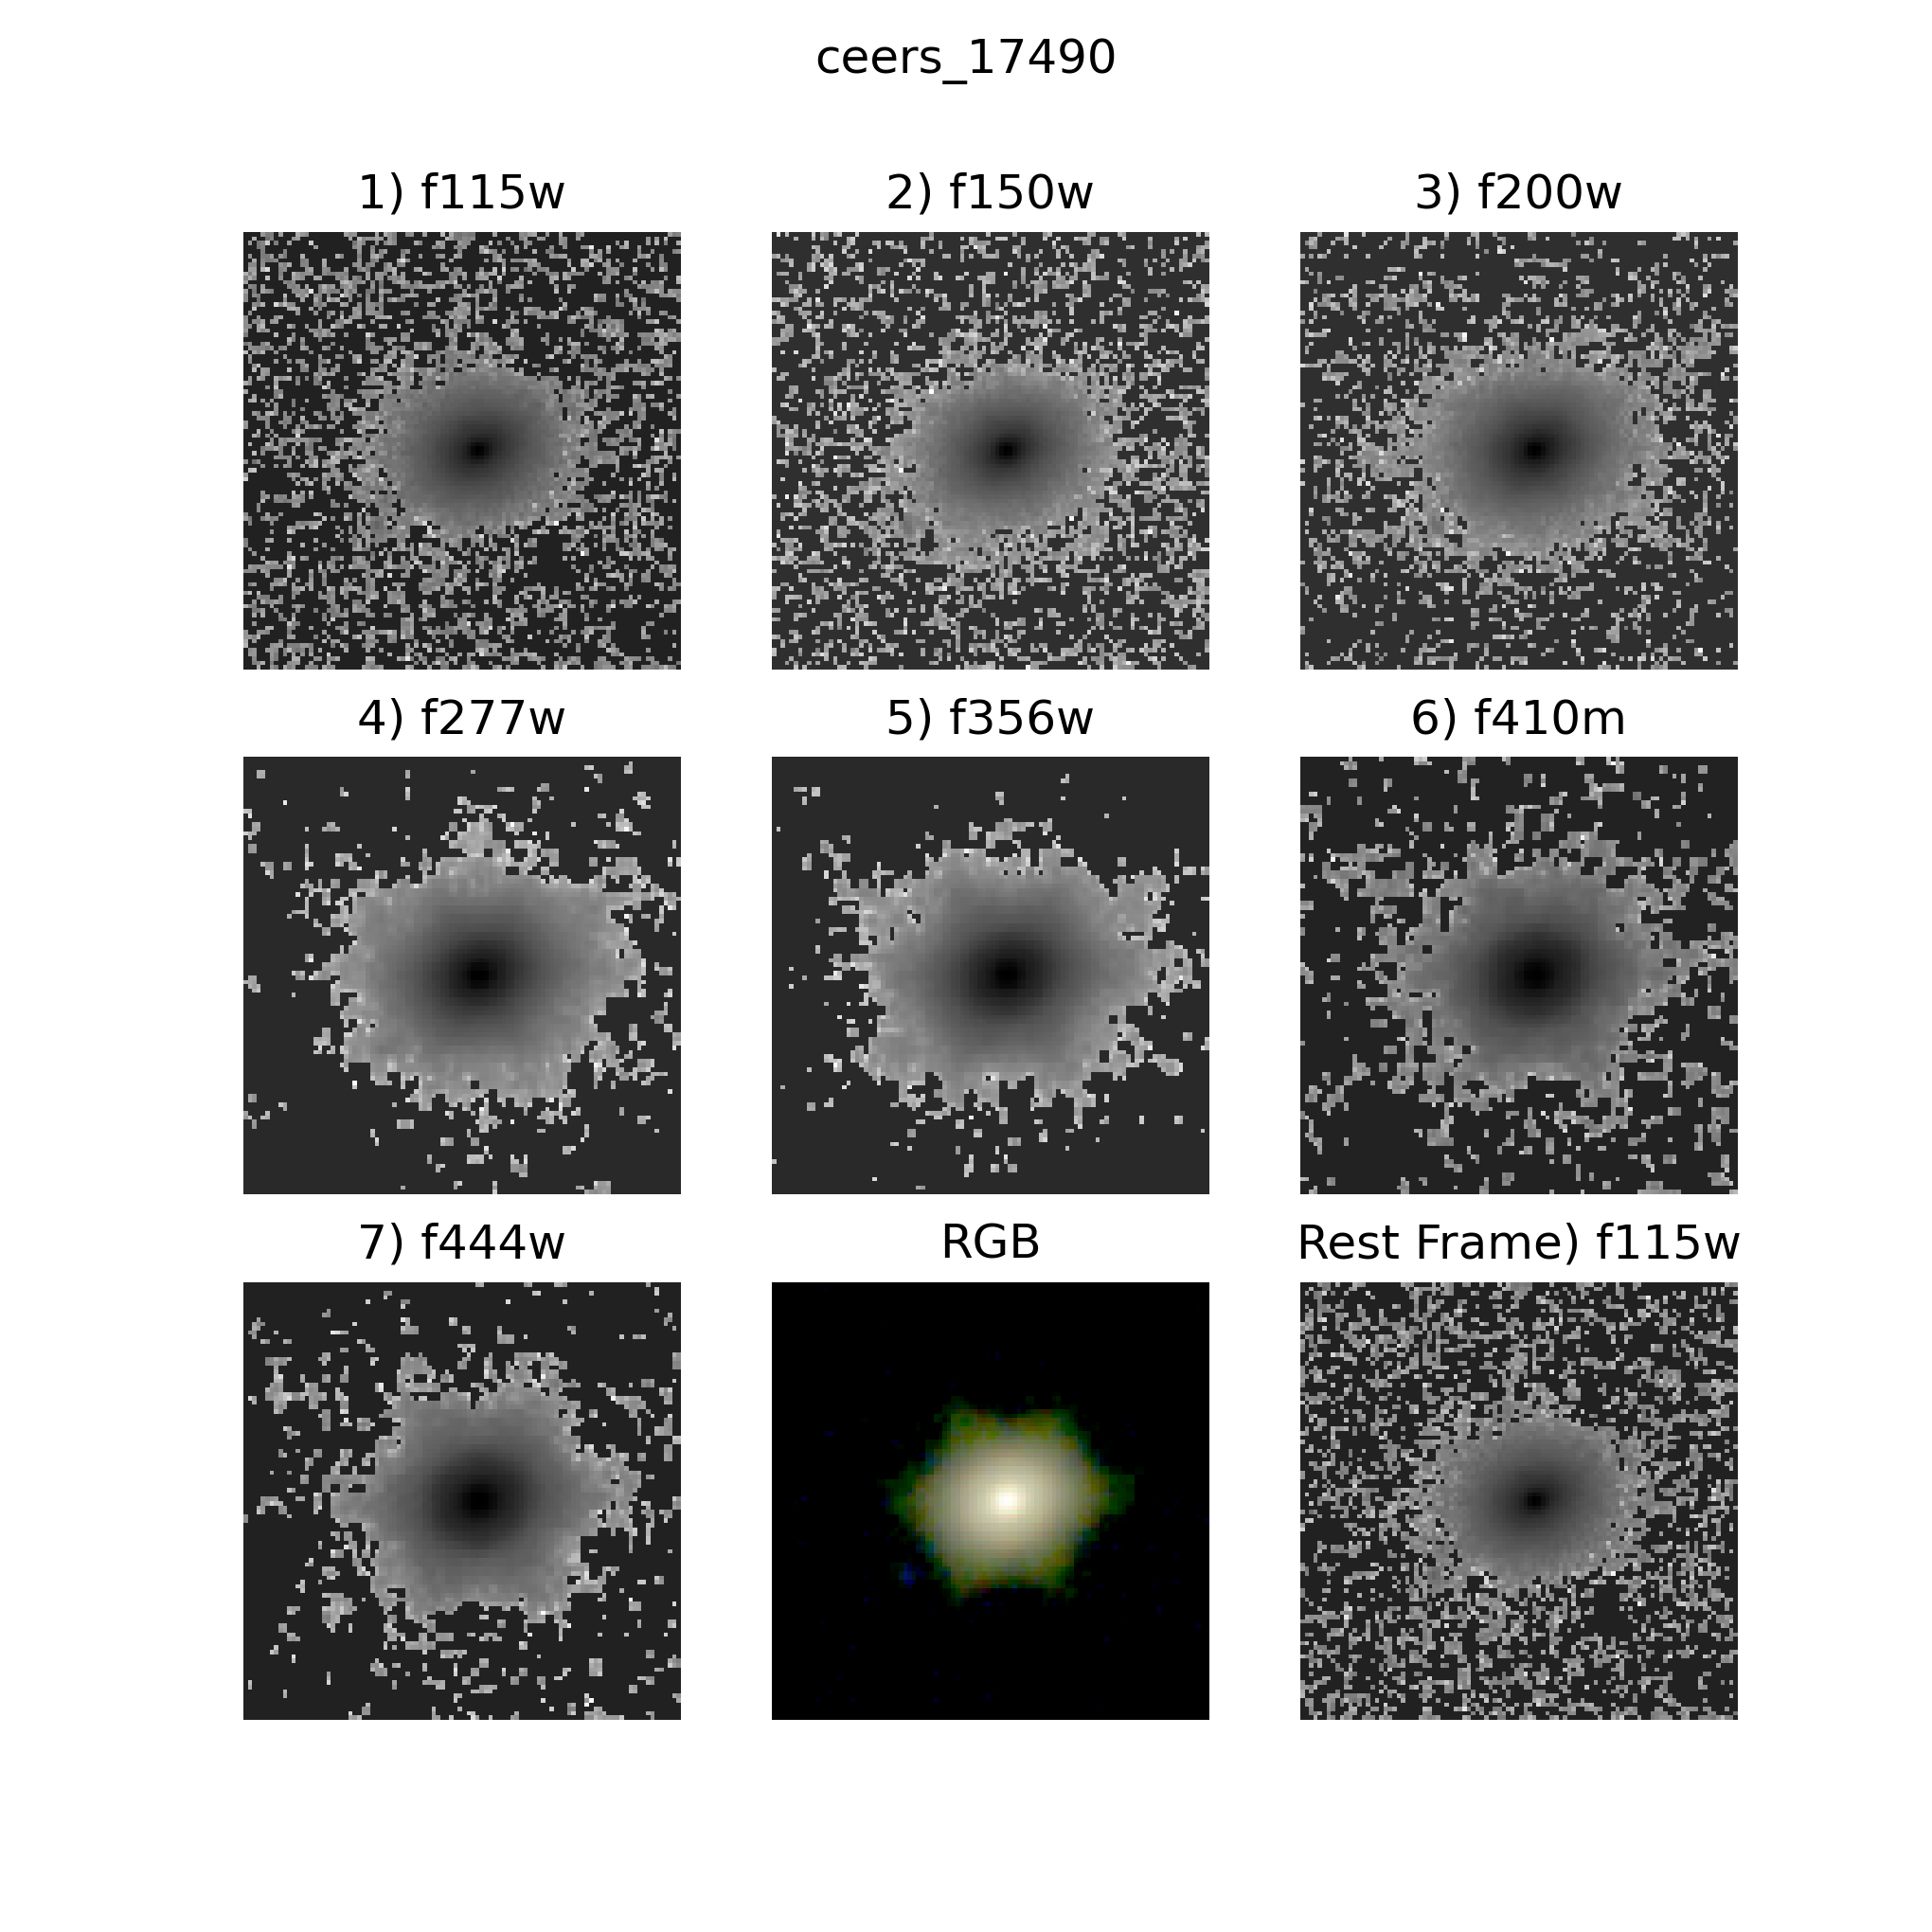 ceers_17490
1) f115w
2) f150w
3) f200w
4) f277w
5) f356w
6) f410m
7) f444w
RGB
Rest Frame) f115w